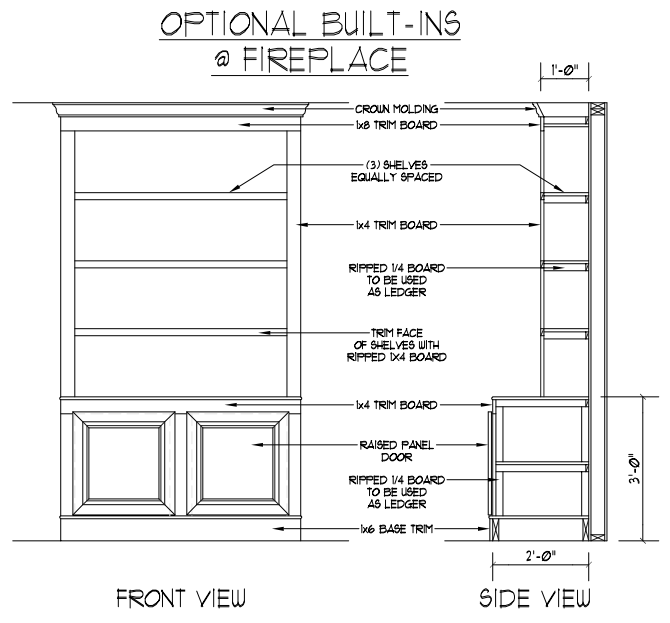 OPTIONAL BUILT-INS
@ FIREPLACE
1'-0"
CROWN MOLDING
1x8 TRIM BOARD
(3) SHELVES
EQUALLY SPACED
1x4 TRIM BOARD
RIPPED 1/4 BOARD
TO BE USED
AS LEDGER
TRIM FACE
OF SHELVES WITH
RIPPED 1X4 BOARD
1x4 TRIM BOARD
RAISED PANEL
DOOR
RIPPED 1/4 BOARD
TO BE USED
AS LEDGER
1x6 BASE TRIM
3'-0"
2'-0"
FRONT VIEW
SIDE VIEW